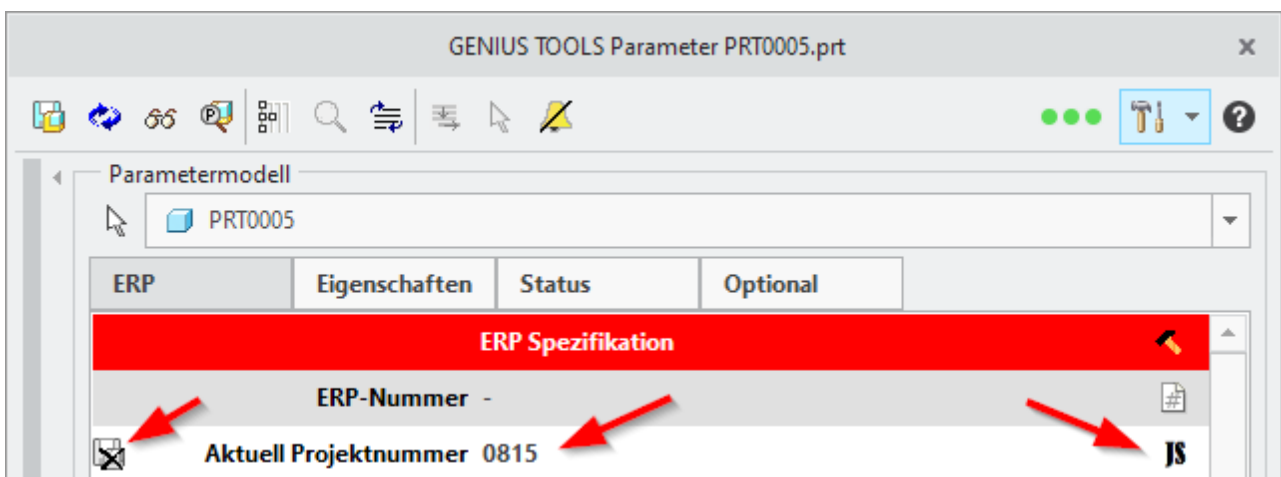 GENIUS TOOLS Parameter PRT0005.prt
Parametermodell
PRT0005
ERP Eigenschaften Status Optional
ERP Spezifikation
ERP-Nummer -
Aktuell Projektnummer 0815 JS